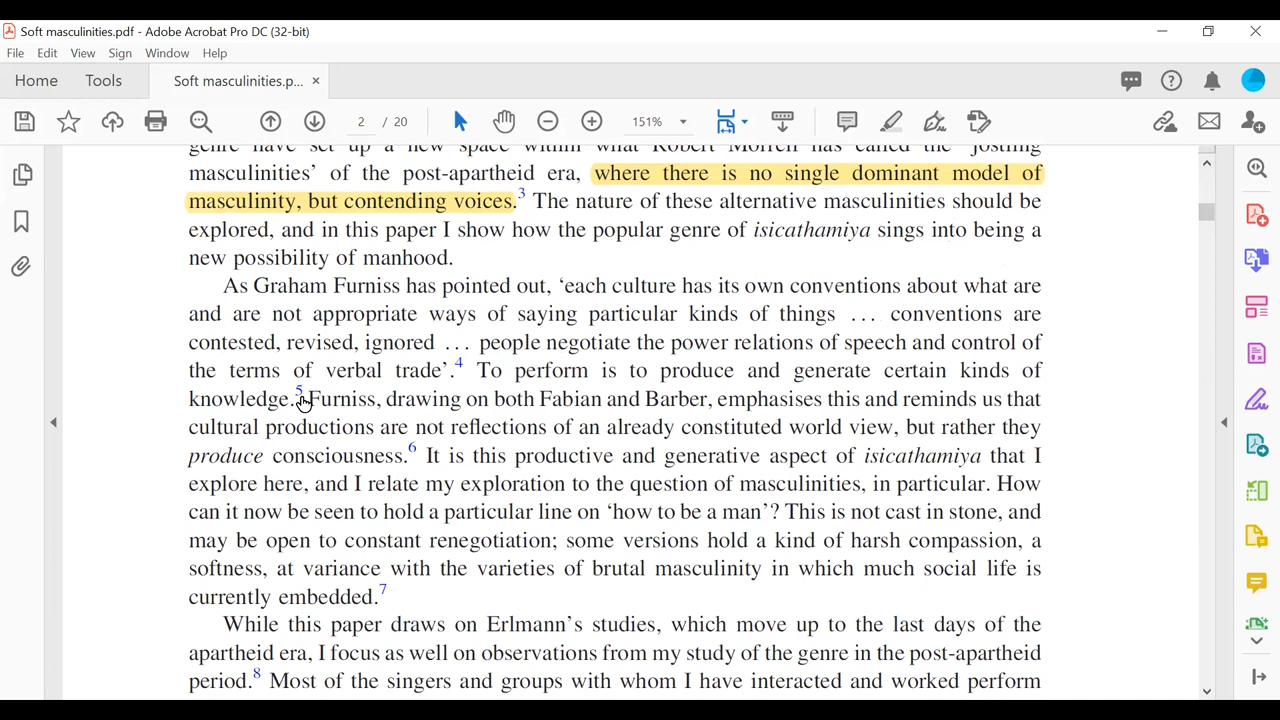 Soft masculinities.pdf - Adobe Acrobat Pro DC (32-bit)
File Edit View Sign Window Help
Home Tools Soft masculinities.p... ×
2 / 20 151%
genre have set up a new space within what Robert Morrell has called the 'jostling
masculinities' of the post-apartheid era, where there is no single dominant model of
masculinity, but contending voices.3 The nature of these alternative masculinities should be
explored, and in this paper I show how the popular genre of isicathamiya sings into being a
new possibility of manhood.
As Graham Furniss has pointed out, 'each culture has its own conventions about what are
and are not appropriate ways of saying particular kinds of things ... conventions are
contested, revised, ignored ... people negotiate the power relations of speech and control of
the terms of verbal trade'.4 To perform is to produce and generate certain kinds of
knowledge.5 Furniss, drawing on both Fabian and Barber, emphasises this and reminds us that
cultural productions are not reflections of an already constituted world view, but rather they
produce consciousness.6 It is this productive and generative aspect of isicathamiya that I
explore here, and I relate my exploration to the question of masculinities, in particular. How
can it now be seen to hold a particular line on 'how to be a man'? This is not cast in stone, and
may be open to constant renegotiation; some versions hold a kind of harsh compassion, a
softness, at variance with the varieties of brutal masculinity in which much social life is
currently embedded.7
While this paper draws on Erlmann's studies, which move up to the last days of the
apartheid era, I focus as well on observations from my study of the genre in the post-apartheid
period.8 Most of the singers and groups with whom I have interacted and worked perform